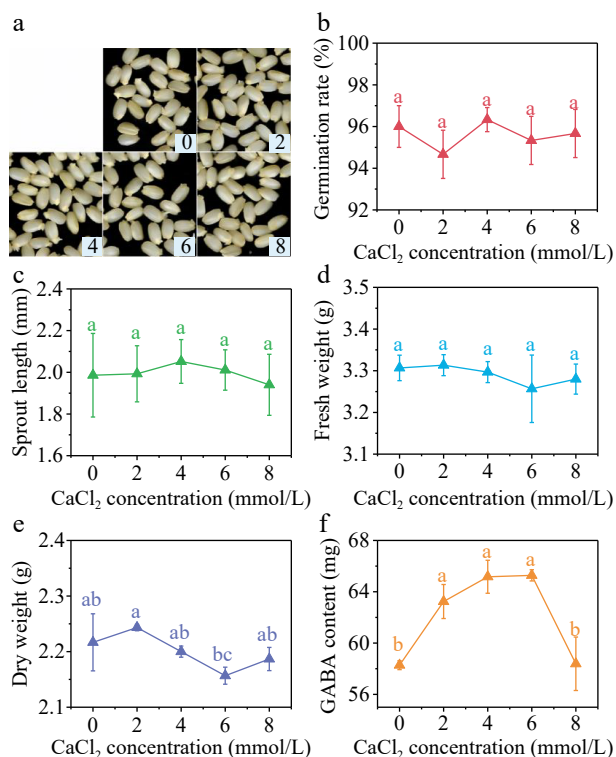 a
0
2
4
6
8
b
Germination rate (%)
100
98
96
94
92
a a a a a
0 2 4 6 8
CaCl₂ concentration (mmol/L)
c
Sprout length (mm)
2.4
2.2
2.0
1.8
1.6
a a a a a
0 2 4 6 8
CaCl₂ concentration (mmol/L)
d
Fresh weight (g)
3.5
3.4
3.3
3.2
3.1
a a a a a
0 2 4 6 8
CaCl₂ concentration (mmol/L)
e
Dry weight (g)
2.4
2.3
2.2
2.2
2.1
ab a ab bc ab
0 2 4 6 8
CaCl₂ concentration (mmol/L)
f
GABA content (mg)
68
64
60
58
56
b a a a b
0 2 4 6 8
CaCl₂ concentration (mmol/L)